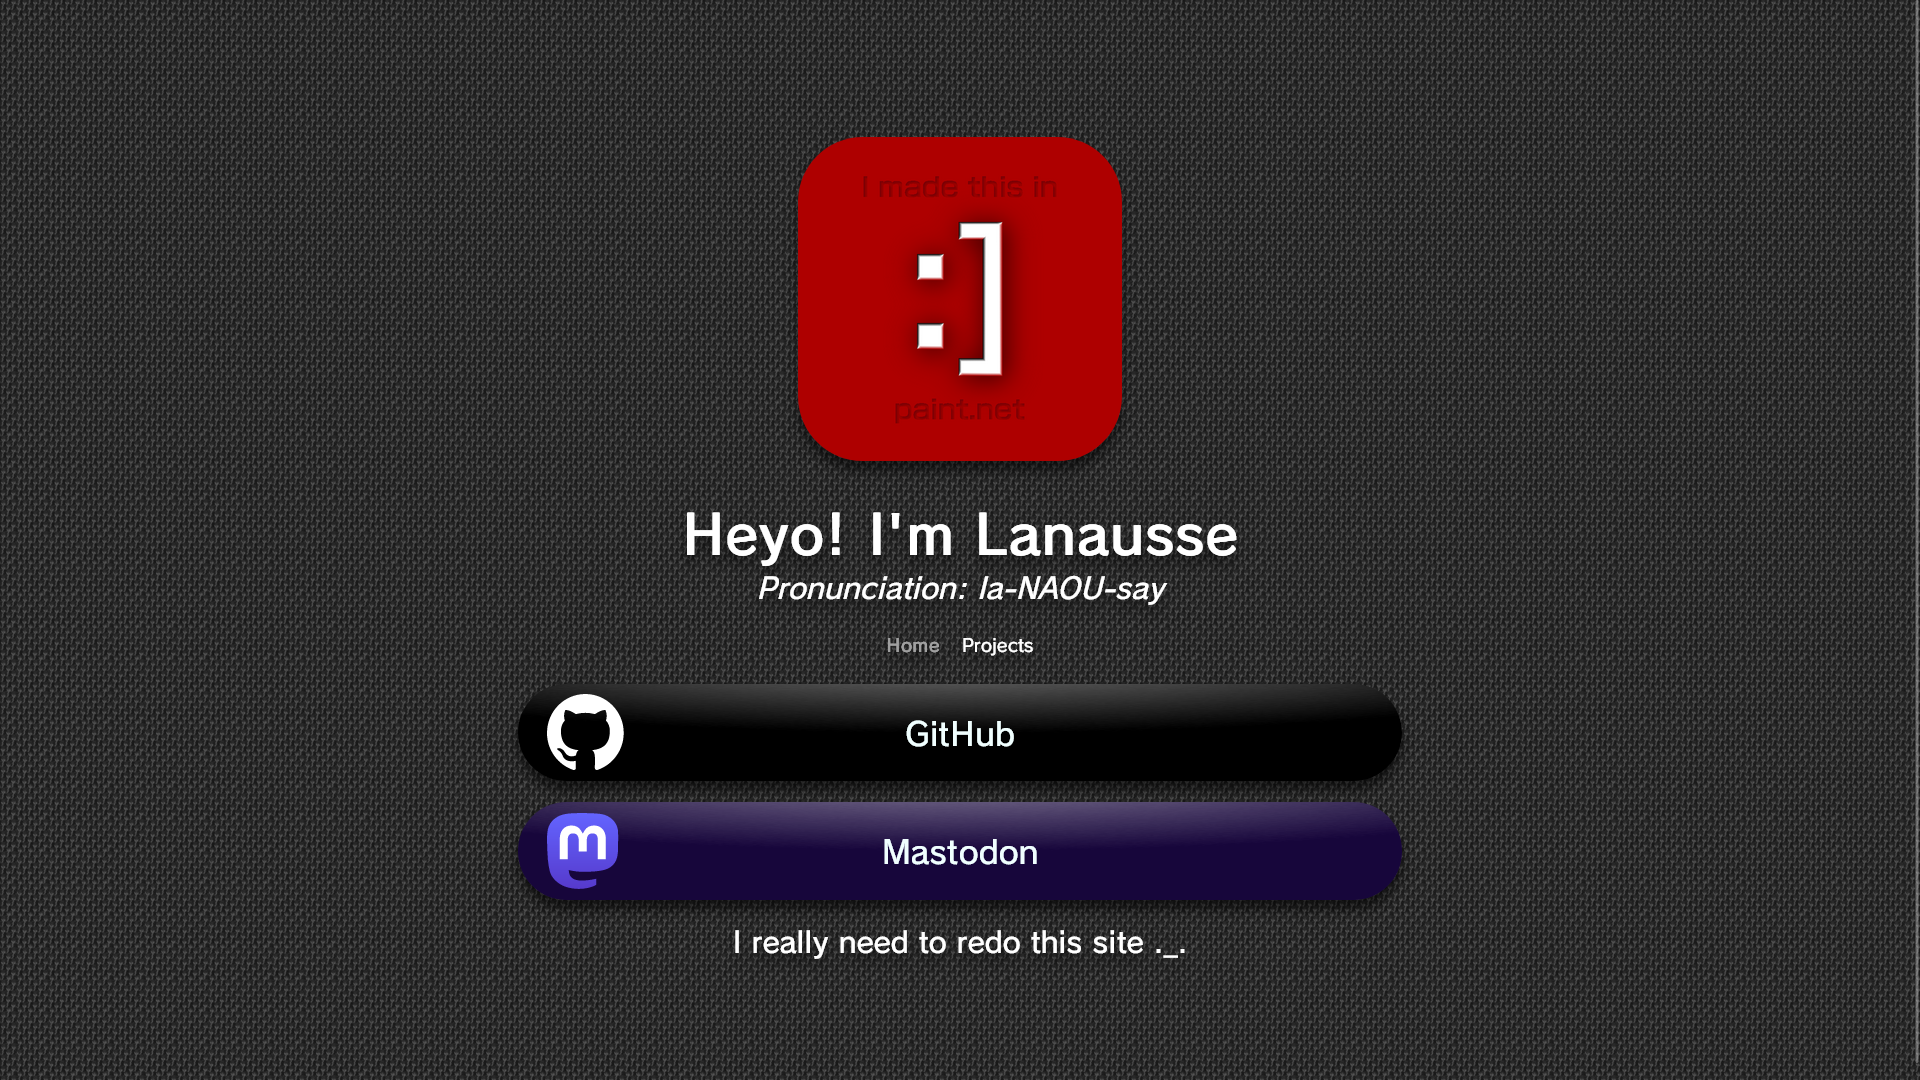 I made this in
:]
paint.net
Heyo! I'm Lanausse
Pronunciation: la-NAOU-say
Home Projects
GitHub
m
Mastodon
I really need to redo this site ._.